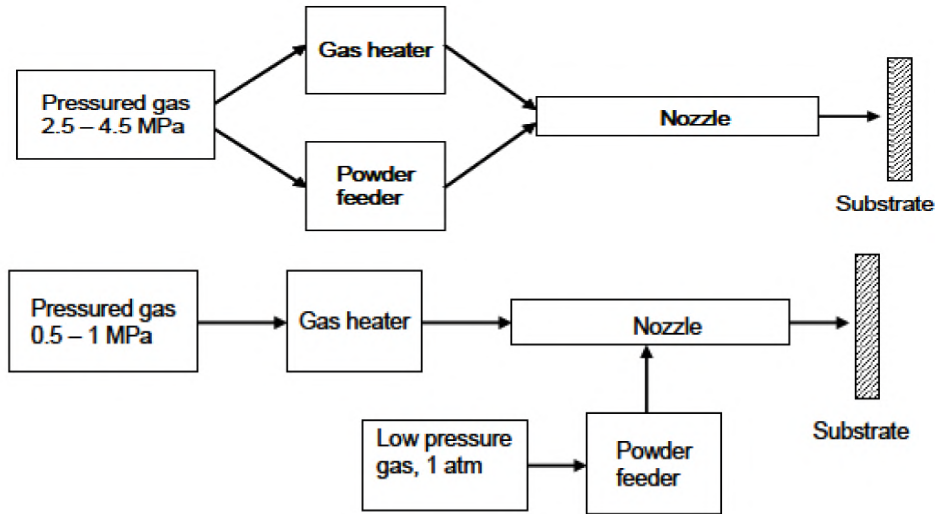 Gas heater
Pressured gas
2.5 – 4.5 MPa
Nozzle
Powder
feeder
Substrate
Pressured gas
0.5 – 1 MPa
Gas heater
Nozzle
Substrate
Low pressure
gas, 1 atm
Powder
feeder